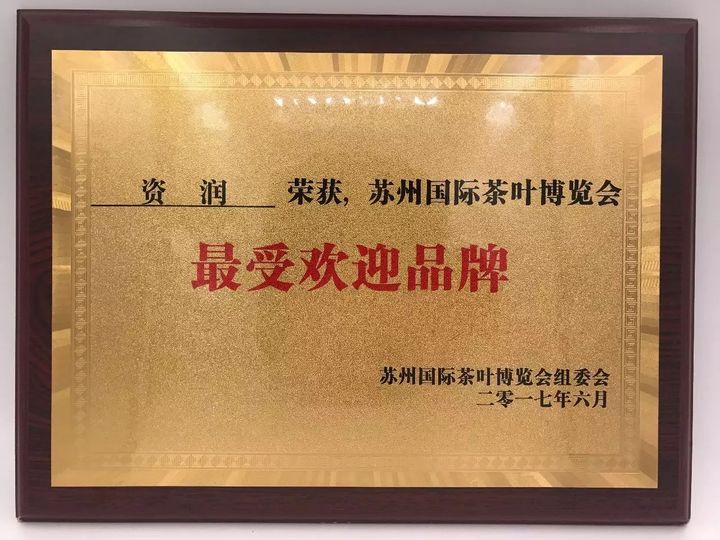 资润 荣获，苏州国际茶叶博览会
最受欢迎品牌
苏州国际茶叶博览会组委会
二零一七年六月